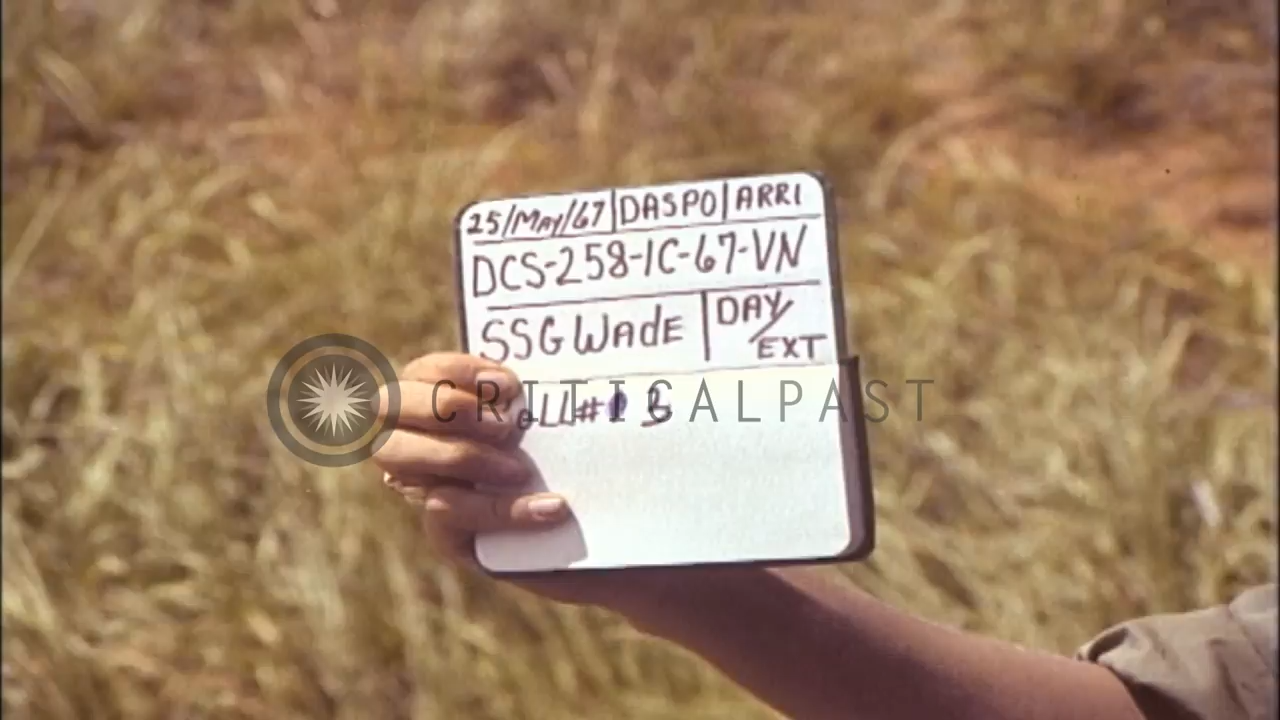 25/MAY/67 | DASPO | ARRI
DCS-258-1C-67-VN
SSG WADE | DAY/
EXT
CRITICALPAST